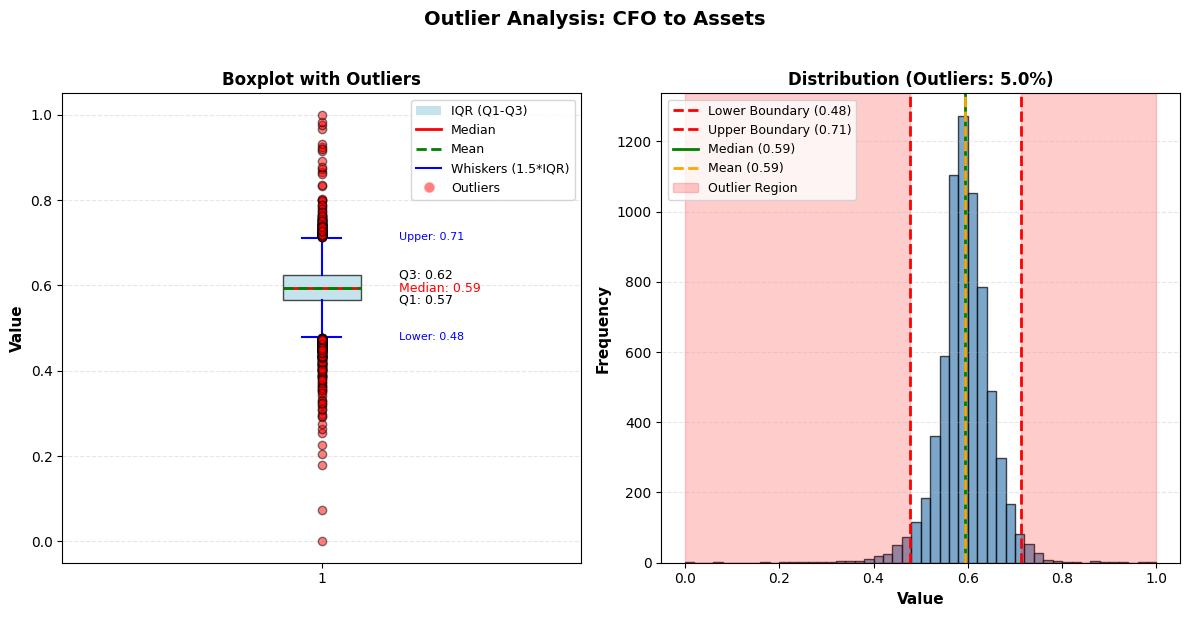 Outlier Analysis: CFO to Assets
Boxplot with Outliers
Value
1.0
0.8
0.6
0.4
0.2
0.0
1
IQR (Q1-Q3)
Median
Mean
Whiskers (1.5*IQR)
Outliers
Upper: 0.71
Q3: 0.62
Median: 0.59
Q1: 0.57
Lower: 0.48
Distribution (Outliers: 5.0%)
Frequency
1200
1000
800
600
400
200
0
0.0 0.2 0.4 0.6 0.8 1.0
Value
Lower Boundary (0.48)
Upper Boundary (0.71)
Median (0.59)
Mean (0.59)
Outlier Region